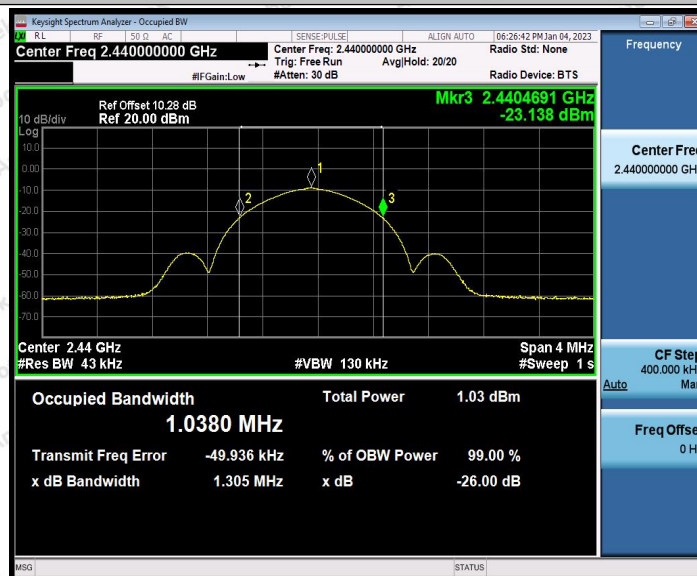 Keysight Spectrum Analyzer - Occupied BW
LXI RL RF 50 Ω AC SENSE:PULSE ALIGN AUTO 06:26:42 PM Jan 04, 2023
Center Freq 2.440000000 GHz
Center Freq: 2.440000000 GHz
Radio Std: None
Trig: Free Run Avg|Hold: 20/20
#IFGain:Low #Atten: 30 dB Radio Device: BTS
Mkr3 2.4404691 GHz
-23.138 dBm
Ref Offset 10.28 dB
10 dB/div Ref 20.00 dBm
Log
10.0
0.00
-10.0
-20.0
-30.0
-40.0
-50.0
-60.0
-70.0
1
2
3
Center 2.44 GHz Span 4 MHz
#Res BW 43 kHz #VBW 130 kHz #Sweep 1 s
Occupied Bandwidth Total Power 1.03 dBm
1.0380 MHz
Transmit Freq Error -49.936 kHz % of OBW Power 99.00 %
x dB Bandwidth 1.305 MHz x dB -26.00 dB
MSG STATUS
Frequency
Center Fre
2.440000000 GH
CF Step
400.000 kH
Auto Ma
Freq Offse
0 H